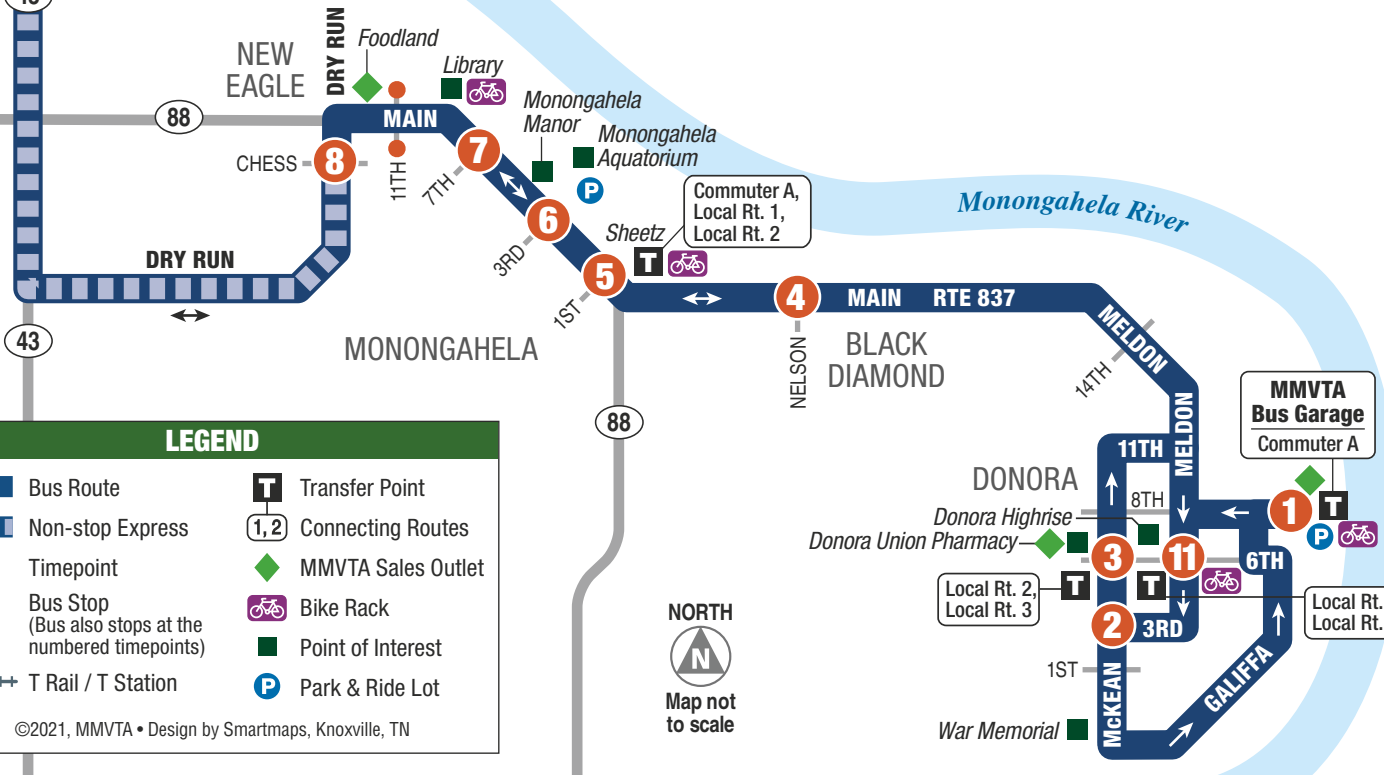 NEW
EAGLE
DRY RUN
Foodland
Library
88
MAIN
Monongahela
Manor
Monongahela
Aquatorium
P
CHESS
8
11TH
7
7TH
6
3RD
Commuter A,
Local Rt. 1,
Local Rt. 2
Sheetz
T
5
1ST
Monongahela River
DRY RUN
43
MONONGAHELA
4
MAIN RTE 837
NELSON
BLACK
DIAMOND
MELDON
14TH
MELDON
88
MMVTA
Bus Garage
Commuter A
DONORA
11TH
8TH
1
T
P
Donora Highrise
Donora Union Pharmacy
3
11
6TH
Local Rt. 2,
Local Rt. 3
T
T
Local Rt.
Local Rt.
2
3RD
1ST
McKEAN
GALIFFA
War Memorial
NORTH
N
Map not
to scale
LEGEND
Bus Route
Non-stop Express
Timepoint
Bus Stop
(Bus also stops at the
numbered timepoints)
T Rail / T Station
T
Transfer Point
1, 2
Connecting Routes
MMVTA Sales Outlet
Bike Rack
Point of Interest
P
Park & Ride Lot
©2021, MMVTA • Design by Smartmaps, Knoxville, TN